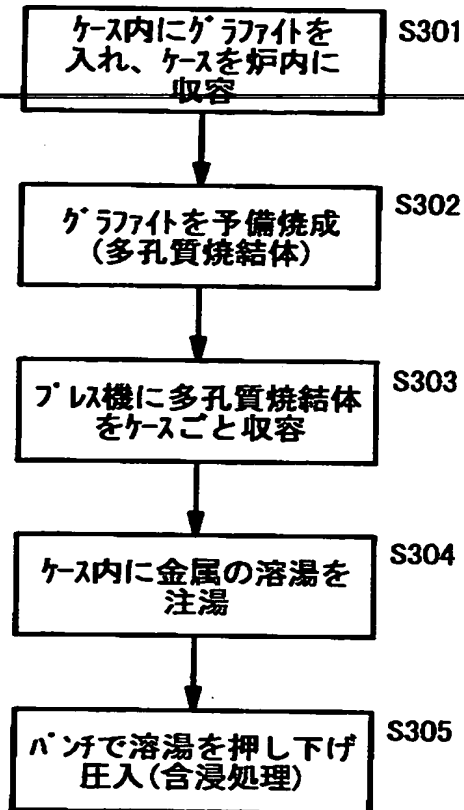 ｹｰｽ内にｸﾞﾗﾌｧｲﾄを
入れ、ｹｰｽを炉内に
収容
S301
ｸﾞﾗﾌｧｲﾄを予備焼成
(多孔質焼結体)
S302
ﾌﾟﾚｽ機に多孔質焼結体
をｹｰｽごと収容
S303
ｹｰｽ内に金属の溶湯を
注湯
S304
ﾊﾟﾝﾁで溶湯を押し下げ
圧入(含浸処理)
S305